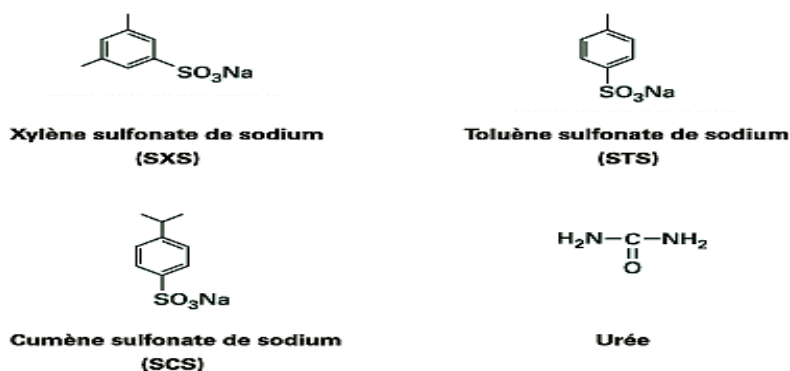 SO₃Na
SO₃Na
Xylène sulfonate de sodium
(SXS)
Toluène sulfonate de sodium
(STS)
SO₃Na
H₂N–C–NH₂
O
Cumène sulfonate de sodium
(SCS)
Urée